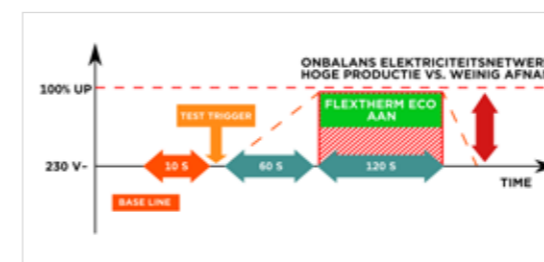 ONBALANS ELEKTRICITEITSNETWER
HOGE PRODUCTIE VS. WEINIG AFNA
100% UP
FLEXTHERM ECO
AAN
TEST TRIGGER
230 V~
10 S
60 S
120 S
TIME
BASE LINE